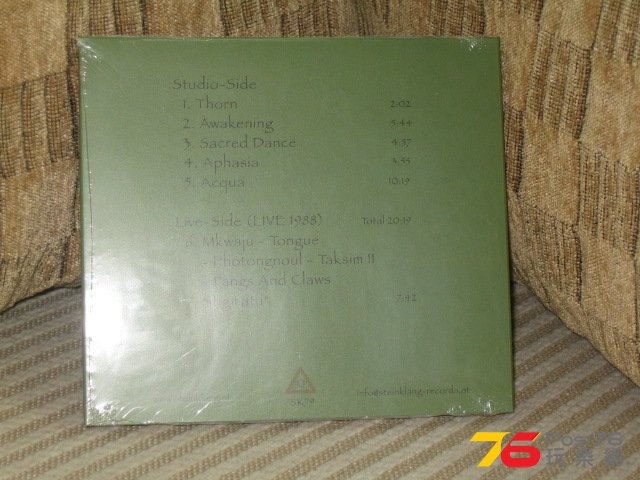 Studio-Side
1. Thorn 2:02
2. Awakening 5:44
3. Sacred Dance 4:57
4. Aphasia 3:55
5. Acqua 10:19
Live-Side (LIVE 1988) Total 20:19
6. Mkwaju - Tongue
- Photongnoul - Taksim II
Fangs And Claws
7:42
info@steinklang-records.at
76
玩樂